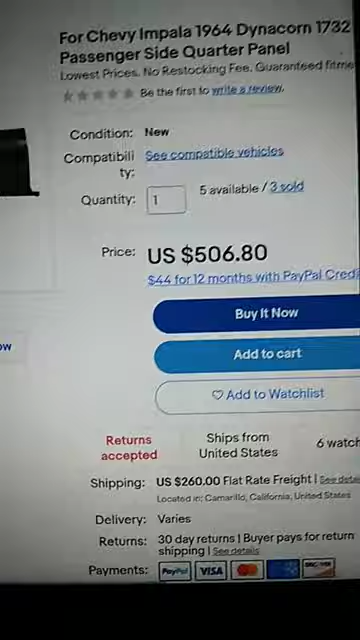 For Chevy Impala 1964 Dynacorn 1732
Passenger Side Quarter Panel
Lowest Prices. No Restocking Fee. Guaranteed fitme
Be the first to write a review.
Condition: New
Compatibili See compatible vehicles
ty:
Quantity: 1 5 available / 3 sold
Price: US $506.80
$44 for 12 months with PayPal Credi
Buy It Now
ow
Add to cart
Add to Watchlist
Returns accepted
Ships from United States
6 watch
Shipping: US $260.00 Flat Rate Freight | See detai
Located in: Camarillo, California, United States
Delivery: Varies
Returns: 30 day returns | Buyer pays for return
shipping | See details
Payments: PayPal VISA DISCOVER